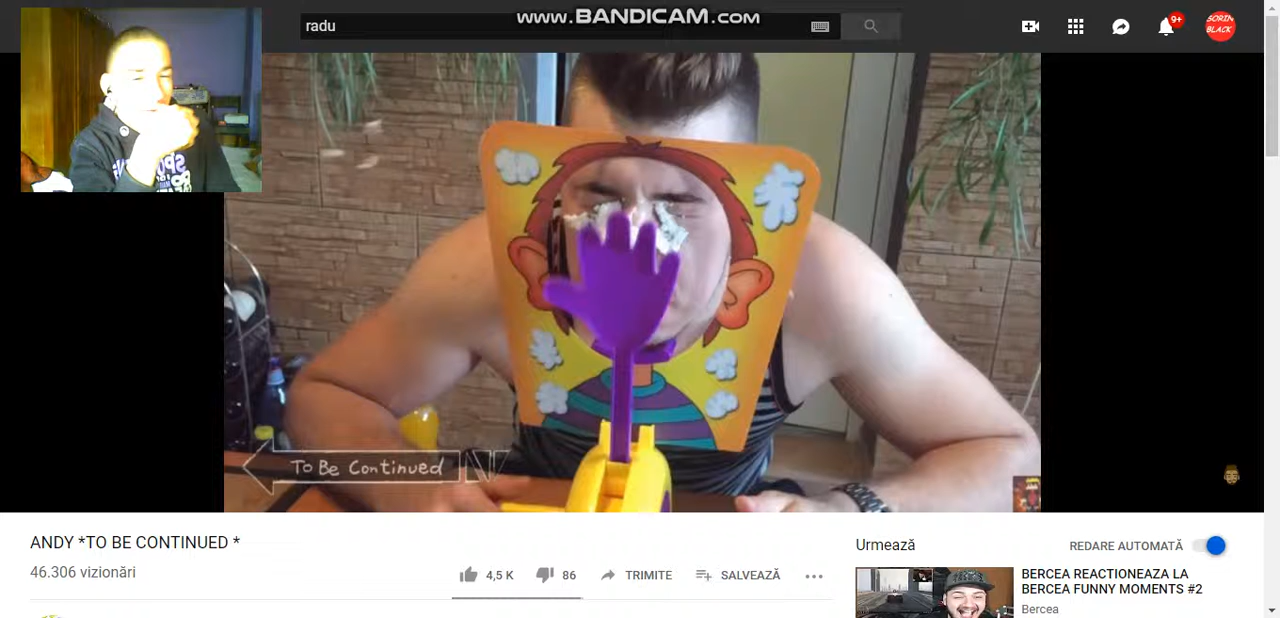 WWW.BANDICAM.COM
radu
9+
SORIN
BLACK
To Be Continued
ANDY *TO BE CONTINUED *
46.306 vizionări
4,5 K
86
TRIMITE
SALVEAZĂ
Urmează
REDARE AUTOMATĂ
BERCEA REACTIONEAZA LA
BERCEA FUNNY MOMENTS #2
Bercea